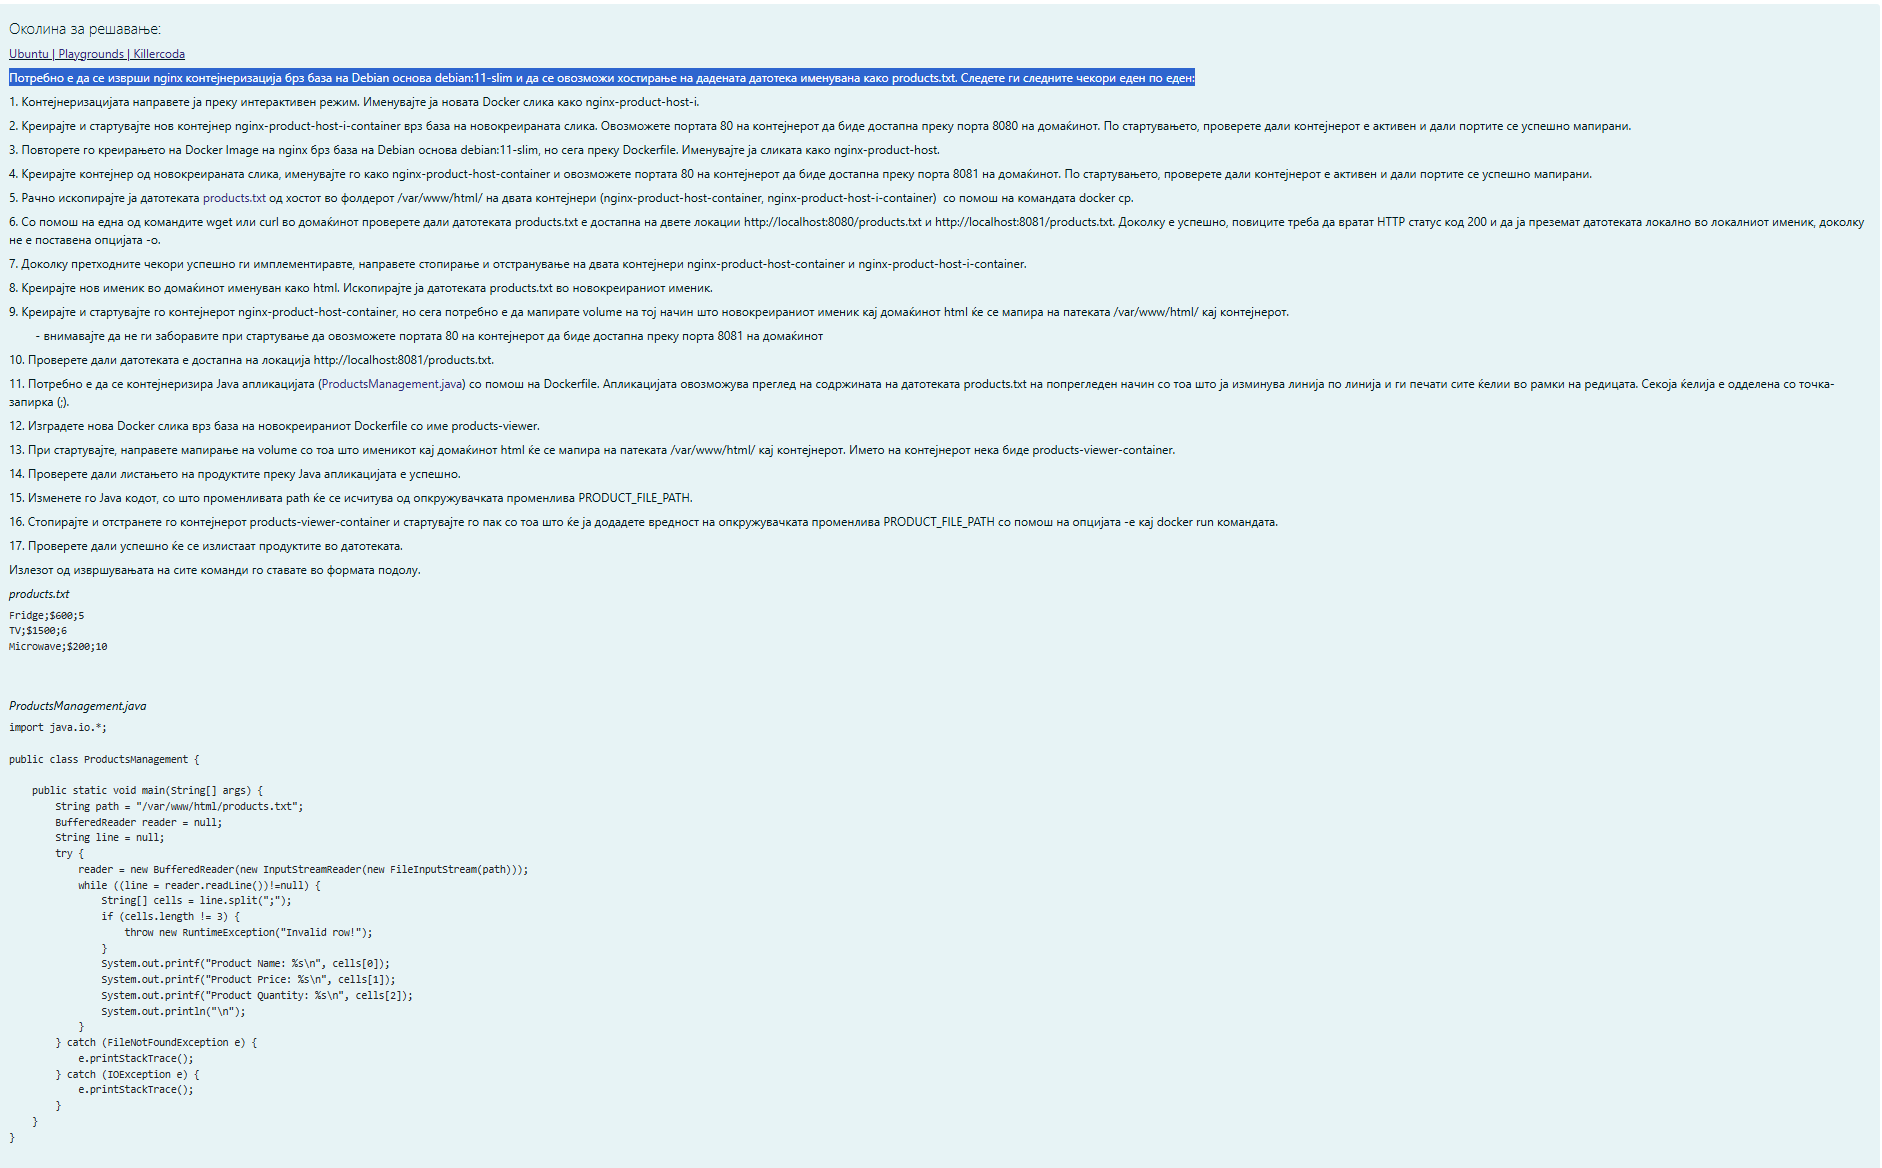 Околина за решавање:
Ubuntu | Playgrounds | Killercoda
Потребно е да се изврши nginx контејнеризација брз база на Debian основа debian:11-slim и да се овозможи хостирање на дадената датотека именувана како products.txt. Следете ги следните чекори еден по еден:
1. Контејнеризацијата направете ја преку интерактивен режим. Именувајте ја новата Docker слика како nginx-product-host-i.
2. Креирајте и стартувајте нов контејнер nginx-product-host-i-container врз база на новокреираната слика. Овозможете портата 80 на контејнерот да биде достапна преку порта 8080 на домаќинот. По стартувањето, проверете дали контејнерот е активен и дали портите се успешно мапирани.
3. Повторете го креирањето на Docker Image на nginx брз база на Debian основа debian:11-slim, но сега преку Dockerfile. Именувајте ја сликата како nginx-product-host.
4. Креирајте контејнер од новокреираната слика, именувајте го како nginx-product-host-container и овозможете портата 80 на контејнерот да биде достапна преку порта 8081 на домаќинот. По стартувањето, проверете дали контејнерот е активен и дали портите се успешно мапирани.
5. Рачно ископирајте ја датотеката products.txt од хостот во фолдерот /var/www/html/ на двата контејнери (nginx-product-host-container, nginx-product-host-i-container)  со помош на командата docker cp.
6. Со помош на една од командите wget или curl во домаќинот проверете дали датотеката products.txt е достапна на двете локации http://localhost:8080/products.txt и http://localhost:8081/products.txt. Доколку е успешно, повиците треба да вратат HTTP статус код 200 и да ја преземат датотеката локално во локалниот именик, доколку
не е поставена опцијата -o.
7. Доколку претходните чекори успешно ги имплементиравте, направете стопирање и отстранување на двата контејнери nginx-product-host-container и nginx-product-host-i-container.
8. Креирајте нов именик во домаќинот именуван како html. Ископирајте ја датотеката products.txt во новокреираниот именик.
9. Креирајте и стартувајте го контејнерот nginx-product-host-container, но сега потребно е да мапирате volume на тој начин што новокреираниот именик кај домаќинот html ќе се мапира на патеката /var/www/html/ кај контејнерот.
- внимавајте да не ги заборавите при стартување да овозможете портата 80 на контејнерот да биде достапна преку порта 8081 на домаќинот
10. Проверете дали датотеката е достапна на локација http://localhost:8081/products.txt.
11. Потребно е да се контејнеризира Java апликацијата (ProductsManagement.java) со помош на Dockerfile. Апликацијата овозможува преглед на содржината на датотеката products.txt на попрегледен начин со тоа што ја изминува линија по линија и ги печати сите ќелии во рамки на редицата. Секоја ќелија е одделена со точка-
запирка (;).
12. Изградете нова Docker слика врз база на новокреираниот Dockerfile со име products-viewer.
13. При стартувајте, направете мапирање на volume со тоа што именикот кај домаќинот html ќе се мапира на патеката /var/www/html/ кај контејнерот. Името на контејнерот нека биде products-viewer-container.
14. Проверете дали листањето на продуктите преку Java апликацијата е успешно.
15. Изменете го Java кодот, со што променливата path ќе се исчитува од опкружувачката променлива PRODUCT_FILE_PATH.
16. Стопирајте и отстранете го контејнерот products-viewer-container и стартувајте го пак со тоа што ќе ја додадете вредност на опкружувачката променлива PRODUCT_FILE_PATH со помош на опцијата -e кај docker run командата.
17. Проверете дали успешно ќе се излистаат продуктите во датотеката.
Излезот од извршувањата на сите команди го ставате во формата подолу.
products.txt
Fridge;$600;5
TV;$1500;6
Microwave;$200;10
ProductsManagement.java
import java.io.*;
public class ProductsManagement {
    public static void main(String[] args) {
        String path = "/var/www/html/products.txt";
        BufferedReader reader = null;
        String line = null;
        try {
            reader = new BufferedReader(new InputStreamReader(new FileInputStream(path)));
            while ((line = reader.readLine())!=null) {
                String[] cells = line.split(";");
                if (cells.length != 3) {
                    throw new RuntimeException("Invalid row!");
                }
                System.out.printf("Product Name: %s\n", cells[0]);
                System.out.printf("Product Price: %s\n", cells[1]);
                System.out.printf("Product Quantity: %s\n", cells[2]);
                System.out.println("\n");
            }
        } catch (FileNotFoundException e) {
            e.printStackTrace();
        } catch (IOException e) {
            e.printStackTrace();
        }
    }
}